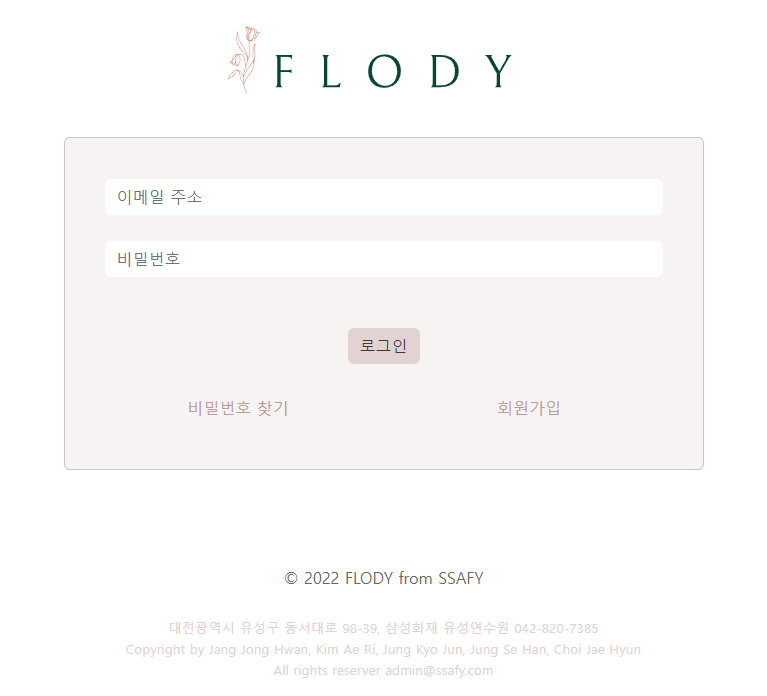 FLODY
이메일 주소
비밀번호
로그인
비밀번호 찾기 회원가입
© 2022 FLODY from SSAFY
대전광역시 유성구 동서대로 98-39, 삼성화재 유성연수원 042-820-7385
Copyright by Jang Jong Hwan, Kim Ae Ri, Jung Kyo Jun, Jung Se Han, Choi Jae Hyun
All rights reserver admin@ssafy.com